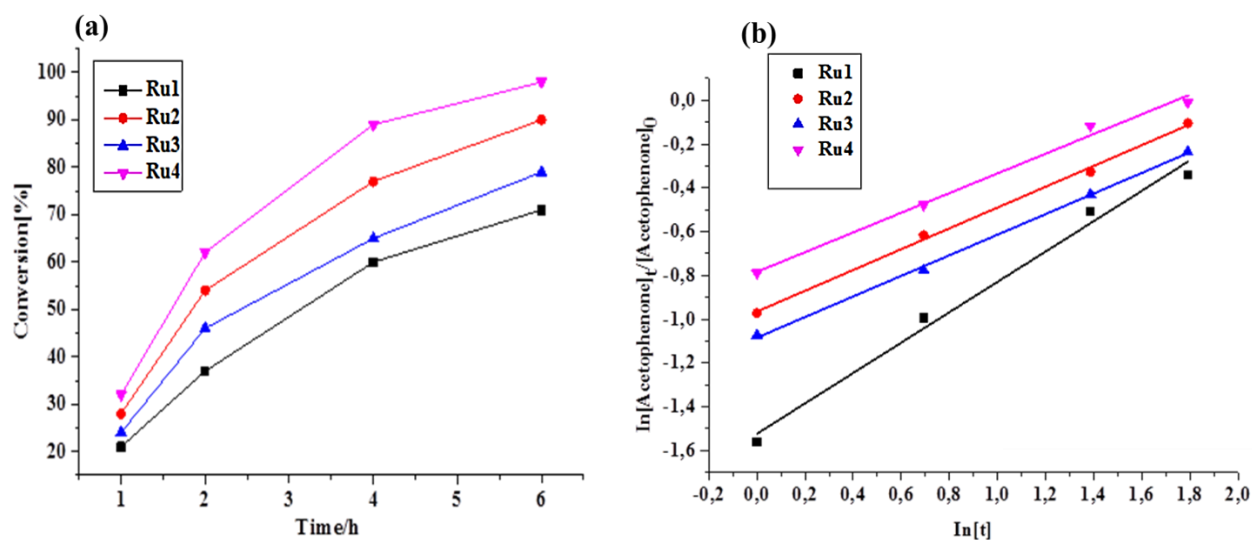 (a)
Ru1
Ru2
Ru3
Ru4
100
90
80
70
60
50
40
30
20
Conversion[%]
1
2
3
4
5
6
Time/h
(b)
Ru1
Ru2
Ru3
Ru4
0,0
-0,2
-0,4
-0,6
-0,8
-1,0
-1,2
-1,4
-1,6
In[Acetophenone]t/[Acetophenone]0
-0,2
0,0
0,2
0,4
0,6
0,8
1,0
1,2
1,4
1,6
1,8
2,0
In[t]